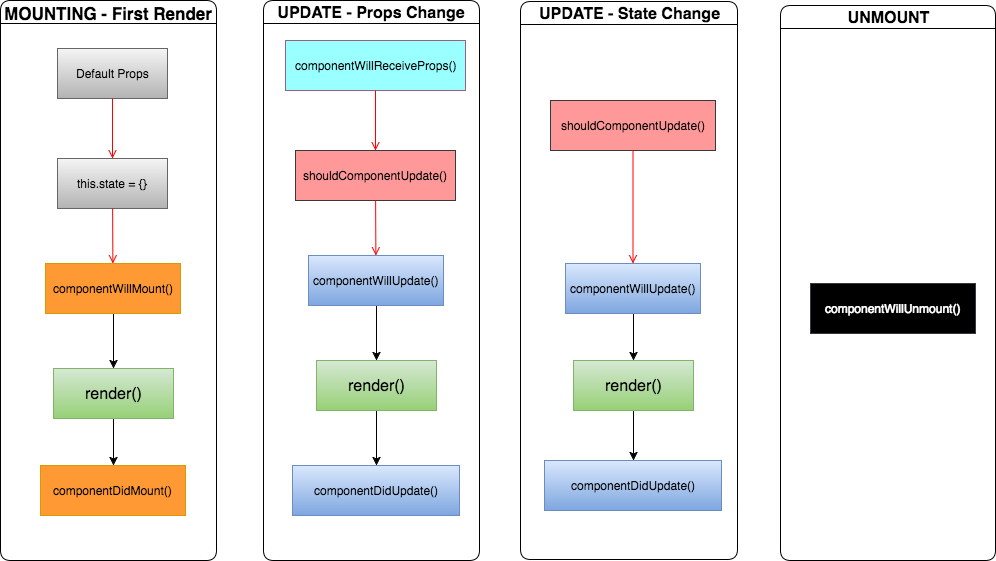 MOUNTING - First Render
Default Props
this.state = {}
componentWillMount()
render()
componentDidMount()
UPDATE - Props Change
componentWillReceiveProps()
shouldComponentUpdate()
componentWillUpdate()
render()
componentDidUpdate()
UPDATE - State Change
shouldComponentUpdate()
componentWillUpdate()
render()
componentDidUpdate()
UNMOUNT
componentWillUnmount()